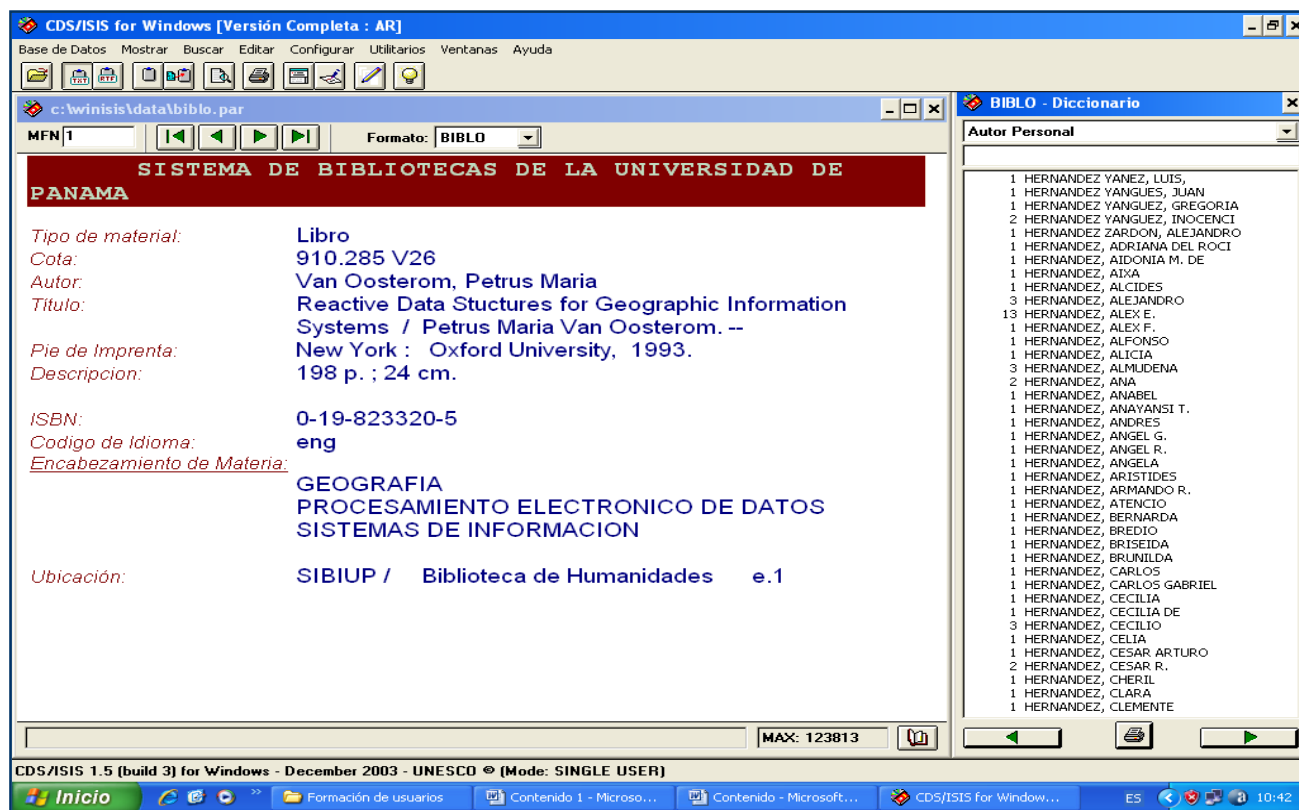 CDS/ISIS for Windows [Versión Completa : AR]
Base de Datos Mostrar Buscar Editar Configurar Utilitarios Ventanas Ayuda
c:\winisis\data\biblo.par
MFN 1 Formato: BIBLO
SISTEMA DE BIBLIOTECAS DE LA UNIVERSIDAD DE
PANAMA
Tipo de material: Libro
Cota: 910.285 V26
Autor: Van Oosterom, Petrus Maria
Titulo: Reactive Data Stuctures for Geographic Information
Systems / Petrus Maria Van Oosterom. --
Pie de Imprenta: New York : Oxford University, 1993.
Descripcion: 198 p. ; 24 cm.
ISBN: 0-19-823320-5
Codigo de Idioma: eng
Encabezamiento de Materia:
GEOGRAFIA
PROCESAMIENTO ELECTRONICO DE DATOS
SISTEMAS DE INFORMACION
Ubicación: SIBIUP / Biblioteca de Humanidades e.1
MAX: 123813
BIBLO - Diccionario
Autor Personal
1 HERNANDEZ YANEZ, LUIS,
1 HERNANDEZ YANGUES, JUAN
1 HERNANDEZ YANGUEZ, GREGORIA
2 HERNANDEZ YANGUEZ, INOCENCI
1 HERNANDEZ ZARDON, ALEJANDRO
1 HERNANDEZ, ADRIANA DEL ROCI
1 HERNANDEZ, AIDONIA M. DE
1 HERNANDEZ, AIXA
1 HERNANDEZ, ALCIDES
3 HERNANDEZ, ALEJANDRO
13 HERNANDEZ, ALEX E.
1 HERNANDEZ, ALEX F.
1 HERNANDEZ, ALFONSO
1 HERNANDEZ, ALICIA
3 HERNANDEZ, ALMUDENA
2 HERNANDEZ, ANA
1 HERNANDEZ, ANABEL
1 HERNANDEZ, ANAYANSI T.
1 HERNANDEZ, ANDRES
1 HERNANDEZ, ANGEL G.
1 HERNANDEZ, ANGEL R.
1 HERNANDEZ, ANGELA
1 HERNANDEZ, ARISTIDES
1 HERNANDEZ, ARMANDO R.
1 HERNANDEZ, ATENCIO
1 HERNANDEZ, BERNARDA
1 HERNANDEZ, BREDIO
1 HERNANDEZ, BRISEIDA
1 HERNANDEZ, BRUNILDA
1 HERNANDEZ, CARLOS
1 HERNANDEZ, CARLOS GABRIEL
1 HERNANDEZ, CECILIA
1 HERNANDEZ, CECILIA DE
3 HERNANDEZ, CECILIO
1 HERNANDEZ, CELIA
1 HERNANDEZ, CESAR ARTURO
2 HERNANDEZ, CESAR R.
1 HERNANDEZ, CHERIL
1 HERNANDEZ, CLARA
1 HERNANDEZ, CLEMENTE
CDS/ISIS 1.5 (build 3) for Windows - December 2003 - UNESCO © (Mode: SINGLE USER)
Inicio » Formación de usuarios Contenido 1 - Microso... Contenido - Microsoft... CDS/ISIS for Window... ES 10:42